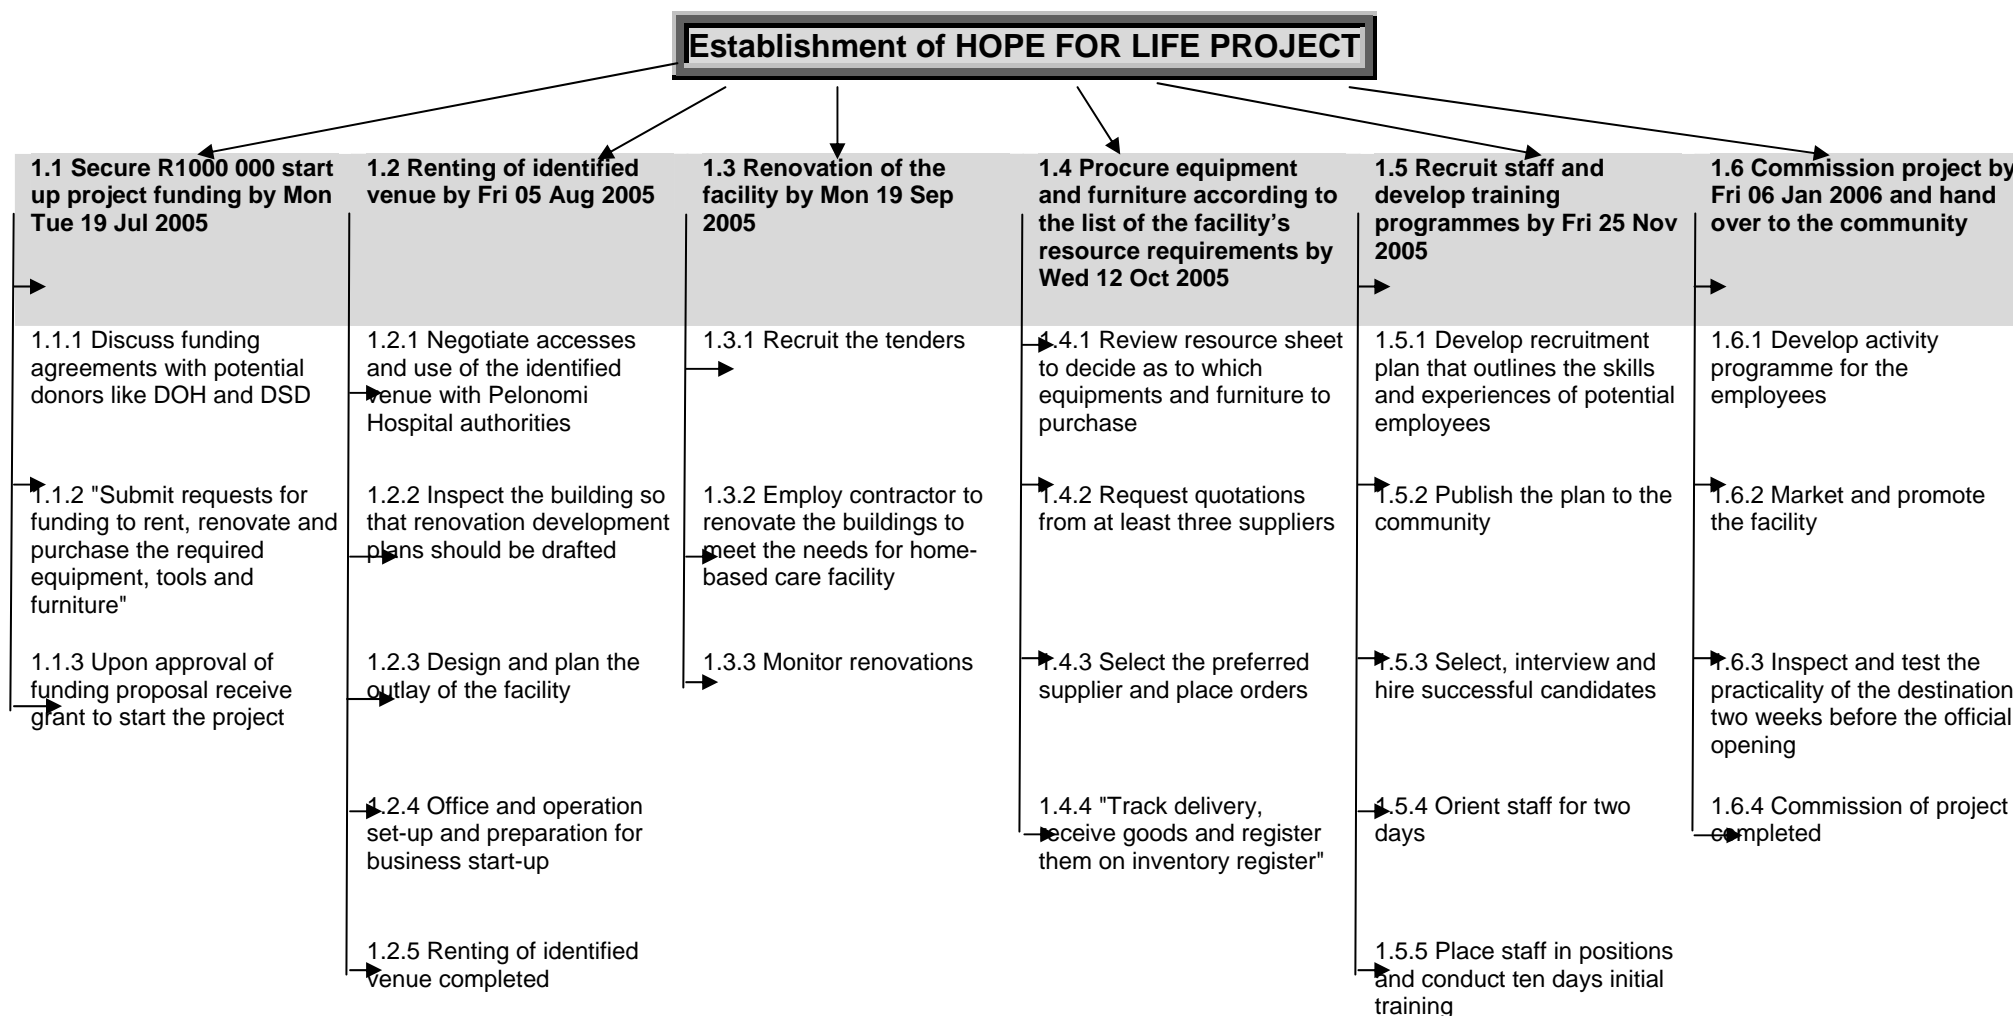 Establishment of HOPE FOR LIFE PROJECT
1.1 Secure R1000 000 start
up project funding by Mon
Tue 19 Jul 2005
1.1.1 Discuss funding
agreements with potential
donors like DOH and DSD
1.1.2 "Submit requests for
funding to rent, renovate and
purchase the required
equipment, tools and
furniture"
1.1.3 Upon approval of
funding proposal receive
grant to start the project
1.2 Renting of identified
venue by Fri 05 Aug 2005
1.2.1 Negotiate accesses
and use of the identified
venue with Pelonomi
Hospital authorities
1.2.2 Inspect the building so
that renovation development
plans should be drafted
1.2.3 Design and plan the
outlay of the facility
1.2.4 Office and operation
set-up and preparation for
business start-up
1.2.5 Renting of identified
venue completed
1.3 Renovation of the
facility by Mon 19 Sep
2005
1.3.1 Recruit the tenders
1.3.2 Employ contractor to
renovate the buildings to
meet the needs for home-
based care facility
1.3.3 Monitor renovations
1.4 Procure equipment
and furniture according to
the list of the facility’s
resource requirements by
Wed 12 Oct 2005
1.4.1 Review resource sheet
to decide as to which
equipments and furniture to
purchase
1.4.2 Request quotations
from at least three suppliers
1.4.3 Select the preferred
supplier and place orders
1.4.4 "Track delivery,
receive goods and register
them on inventory register"
1.5 Recruit staff and
develop training
programmes by Fri 25 Nov
2005
1.5.1 Develop recruitment
plan that outlines the skills
and experiences of potential
employees
1.5.2 Publish the plan to the
community
1.5.3 Select, interview and
hire successful candidates
1.5.4 Orient staff for two
days
1.5.5 Place staff in positions
and conduct ten days initial
training
1.6 Commission project by
Fri 06 Jan 2006 and hand
over to the community
1.6.1 Develop activity
programme for the
employees
1.6.2 Market and promote
the facility
1.6.3 Inspect and test the
practicality of the destination
two weeks before the official
opening
1.6.4 Commission of project
completed